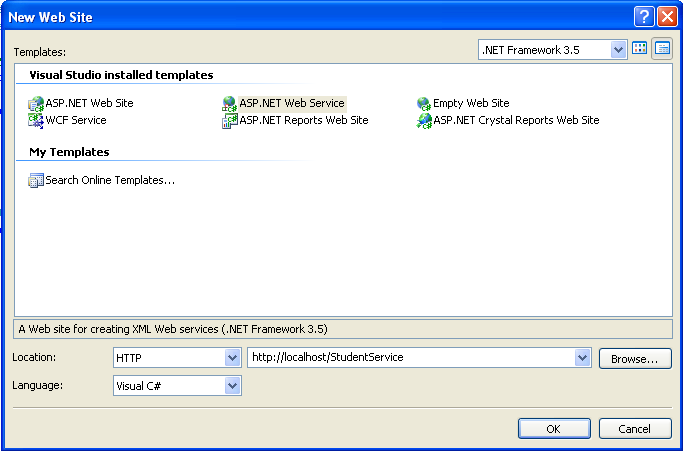 New Web Site
Templates:
.NET Framework 3.5
Visual Studio installed templates
ASP.NET Web Site
ASP.NET Web Service
Empty Web Site
WCF Service
ASP.NET Reports Web Site
ASP.NET Crystal Reports Web Site
My Templates
Search Online Templates...
A Web site for creating XML Web services (.NET Framework 3.5)
Location:
HTTP
http://localhost/StudentService
Browse...
Language:
Visual C#
OK
Cancel